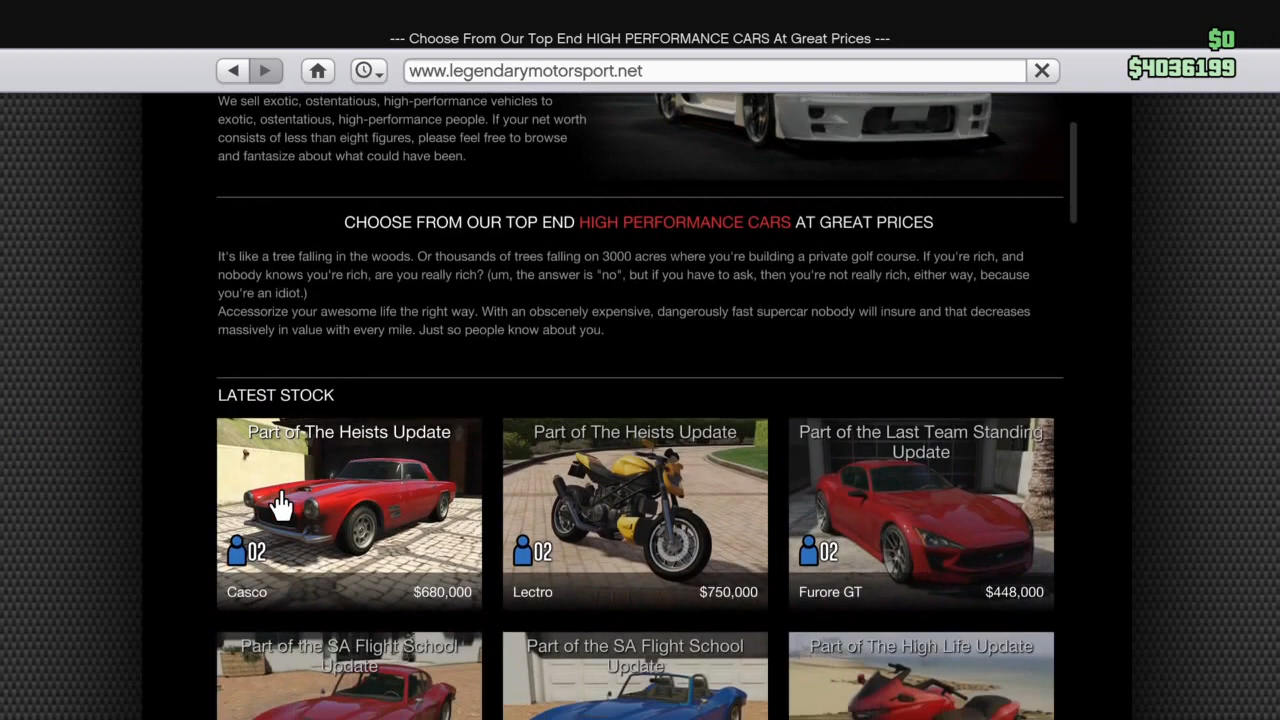 --- Choose From Our Top End HIGH PERFORMANCE CARS At Great Prices ---
$0
$4036199
www.legendarymotorsport.net
We sell exotic, ostentatious, high-performance vehicles to
exotic, ostentatious, high-performance people. If your net worth
consists of less than eight figures, please feel free to browse
and fantasize about what could have been.
CHOOSE FROM OUR TOP END HIGH PERFORMANCE CARS AT GREAT PRICES
It's like a tree falling in the woods. Or thousands of trees falling on 3000 acres where you're building a private golf course. If you're rich, and
nobody knows you're rich, are you really rich? (um, the answer is "no", but if you have to ask, then you're not really rich, either way, because
you're an idiot.)
Accessorize your awesome life the right way. With an obscenely expensive, dangerously fast supercar nobody will insure and that decreases
massively in value with every mile. Just so people know about you.
LATEST STOCK
Part of The Heists Update
02
Casco $680,000
Part of The Heists Update
02
Lectro $750,000
Part of the Last Team Standing
Update
02
Furore GT $448,000
Part of the SA Flight School
Update
Part of the SA Flight School
Update
Part of The High Life Update